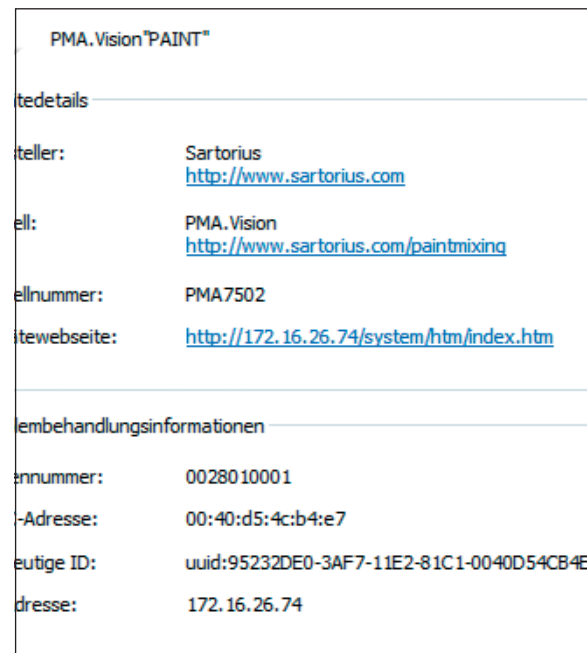 PMA.Vision"PAINT"
tedetails
steller: Sartorius
http://www.sartorius.com
ell: PMA.Vision
http://www.sartorius.com/paintmixing
ellnummer: PMA7502
itewebseite: http://172.16.26.74/system/htm/index.htm
lembehandlungsinformationen
ennummer: 0028010001
-Adresse: 00:40:d5:4c:b4:e7
eutige ID: uuid:95232DE0-3AF7-11E2-81C1-0040D54CB4E
dresse: 172.16.26.74